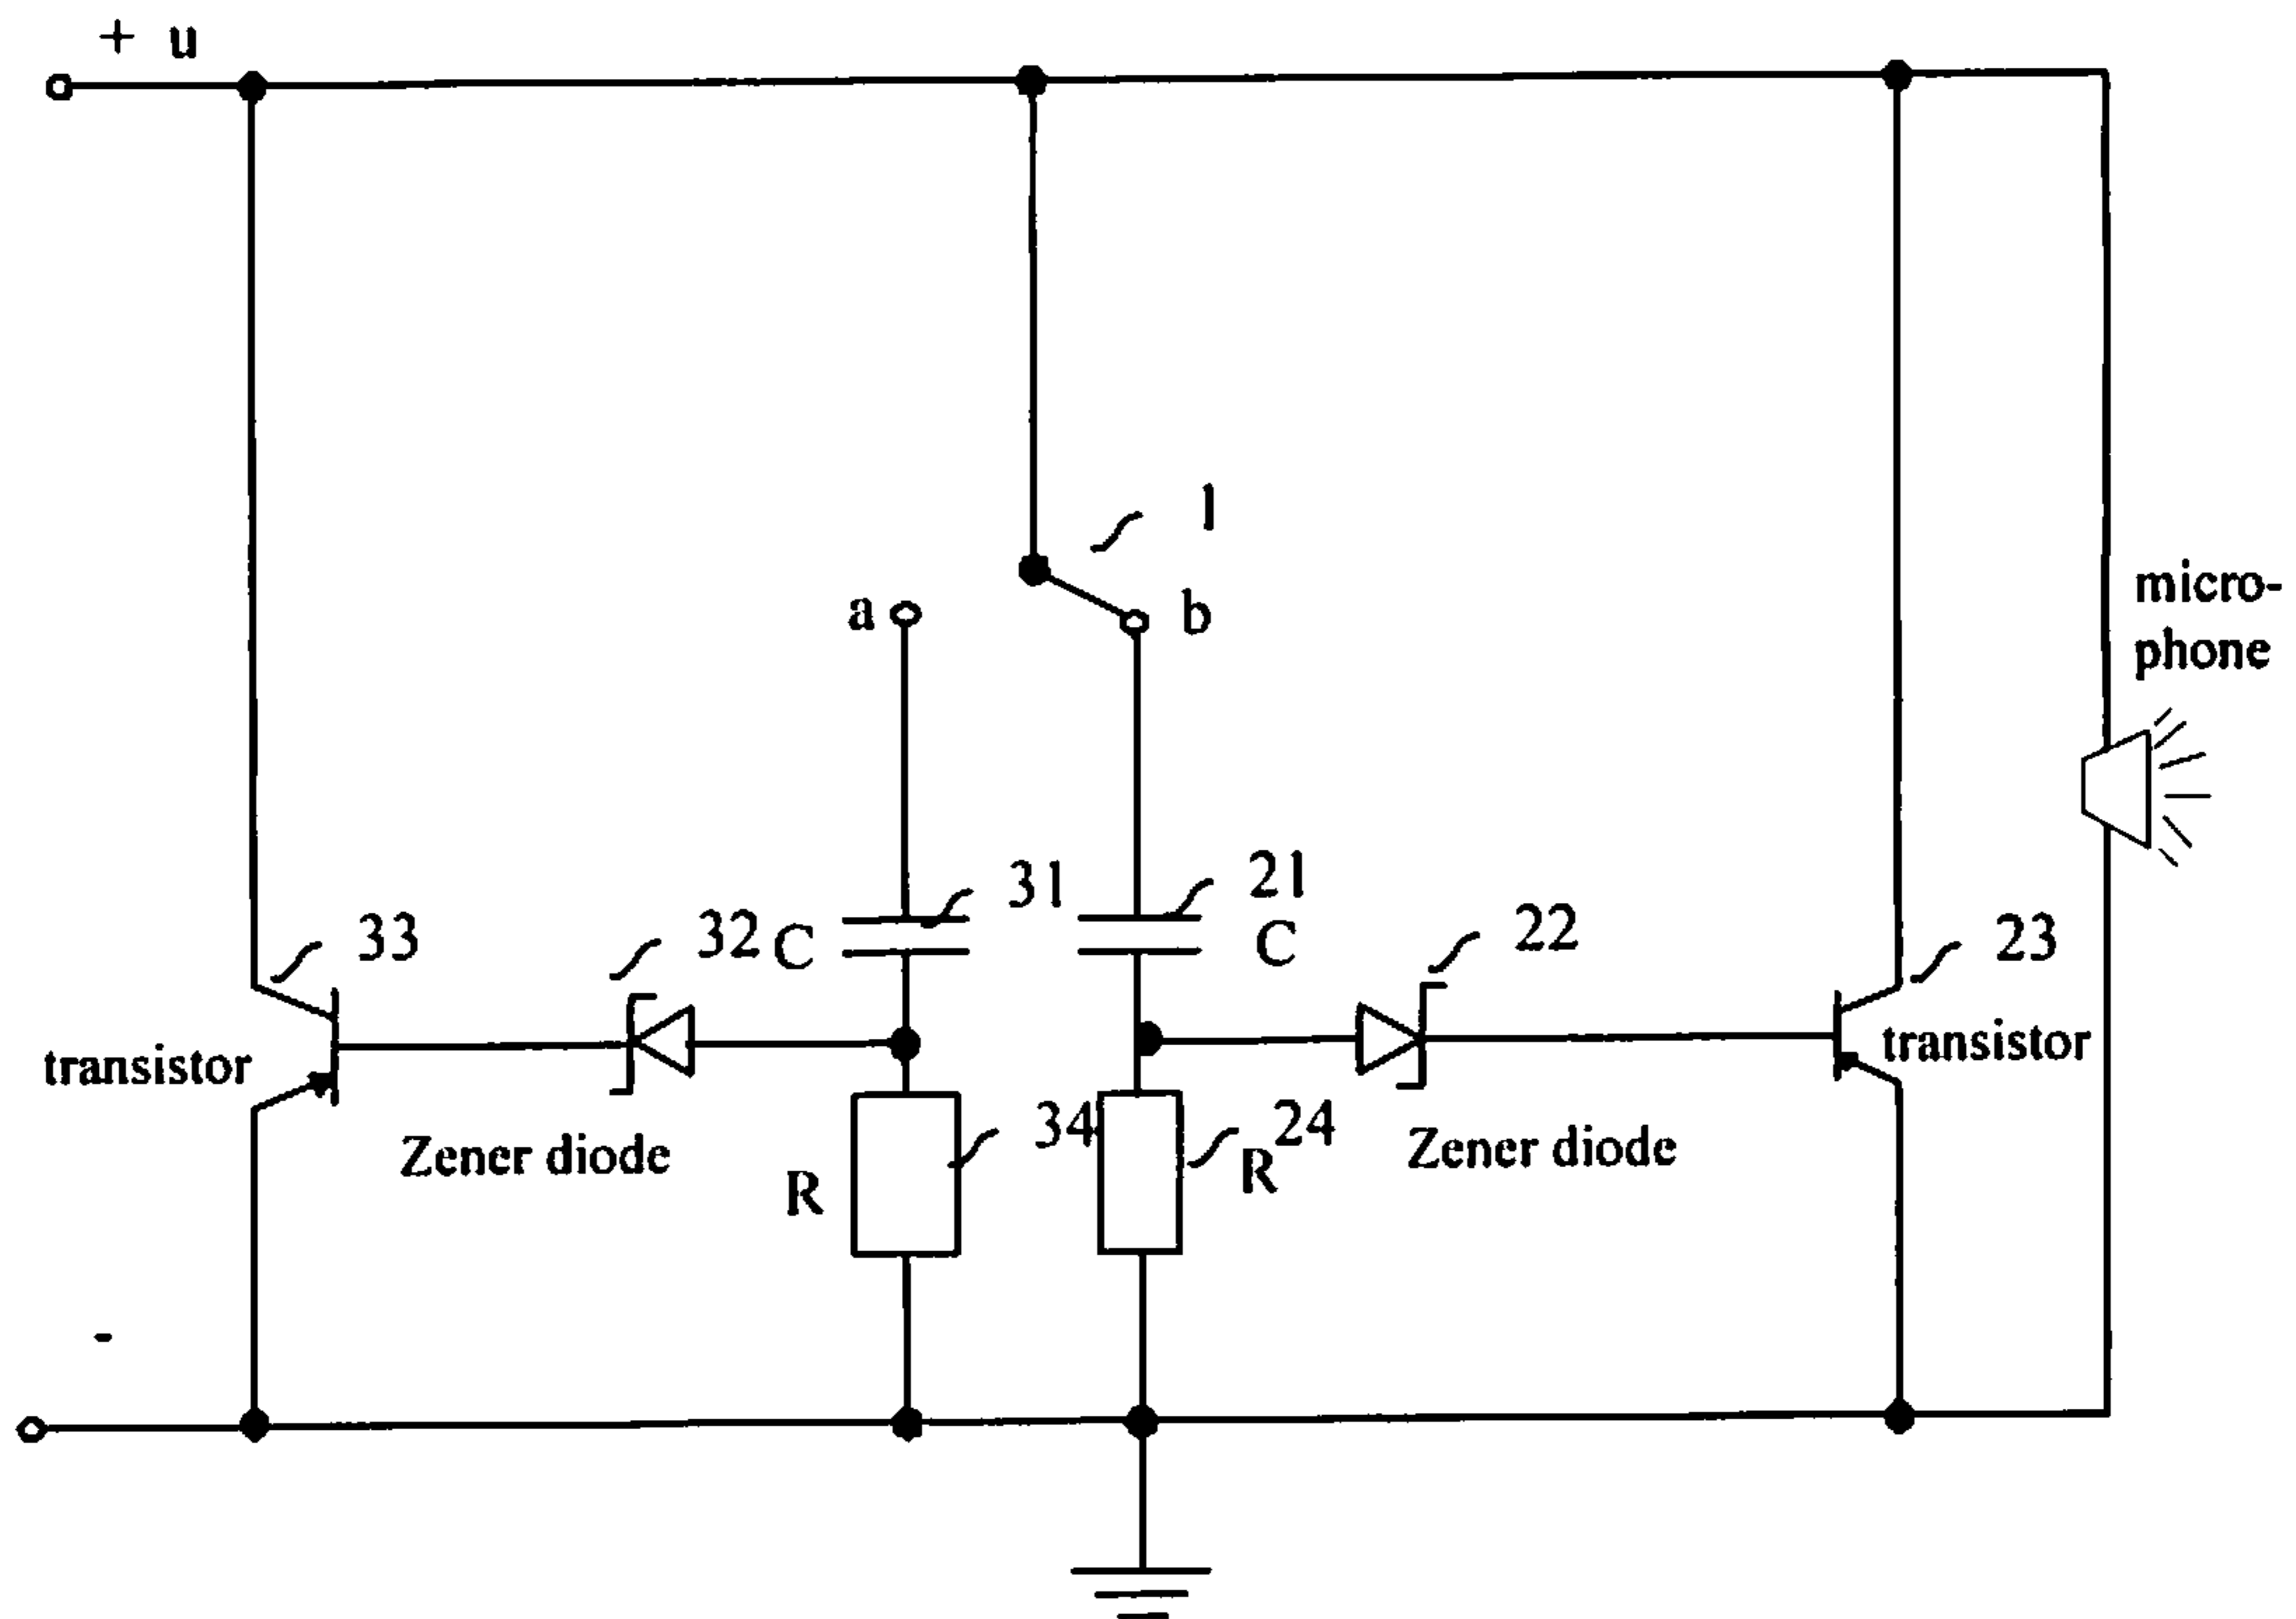 + u
1
a
b
micro-
phone
31
21
33
32
C
C
22
23
transistor
transistor
34
24
Zener diode
R
R
Zener diode
-